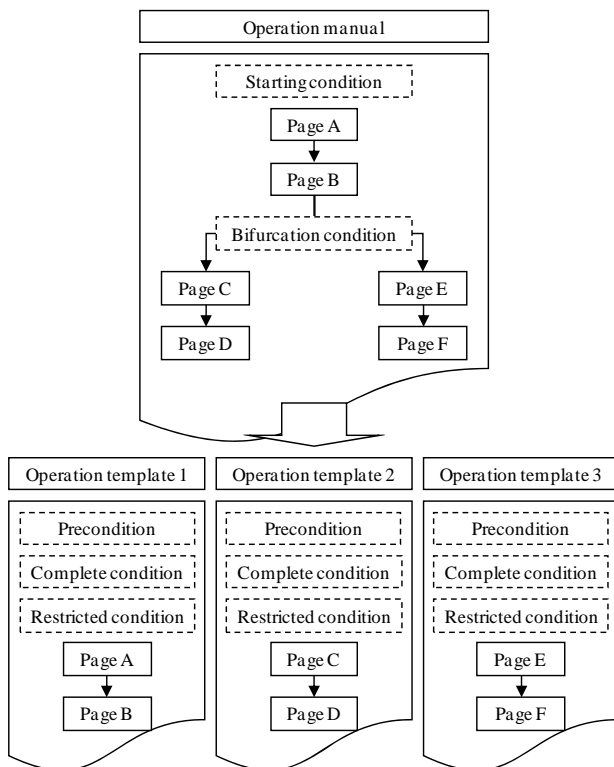 Operation manual
Starting condition
Page A
Page B
Bifurcation condition
Page C
Page E
Page D
Page F
Operation template 1
Operation template 2
Operation template 3
Precondition
Precondition
Precondition
Complete condition
Complete condition
Complete condition
Restricted condition
Restricted condition
Restricted condition
Page A
Page C
Page E
Page B
Page D
Page F